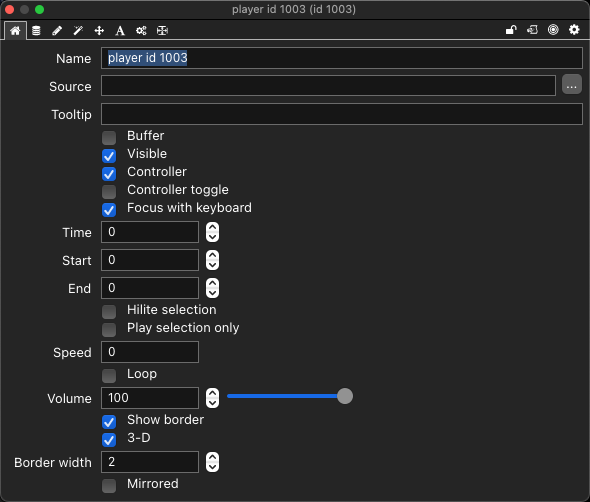 player id 1003 (id 1003)
A
Name player id 1003
Source ...
Tooltip
Buffer
Visible
Controller
Controller toggle
Focus with keyboard
Time 0
Start 0
End 0
Hilite selection
Play selection only
Speed 0
Loop
Volume 100
Show border
3-D
Border width 2
Mirrored